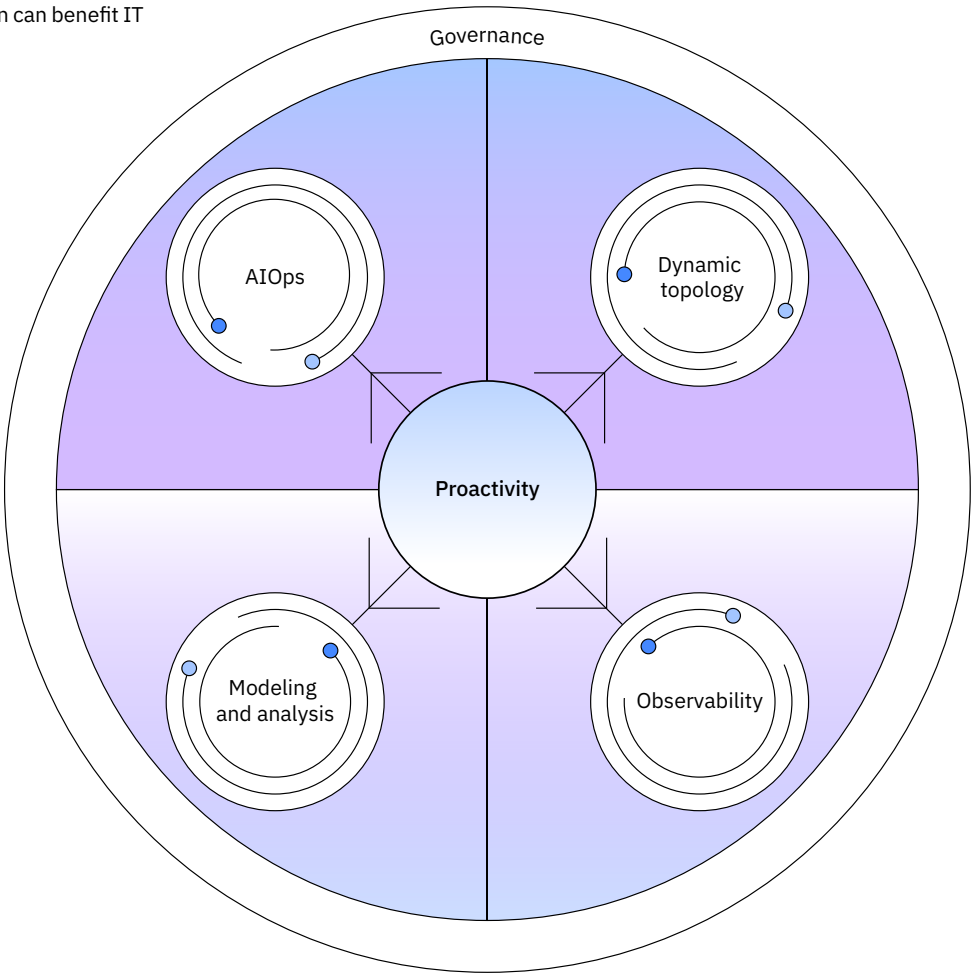 n can benefit IT
Governance
AIOps
Dynamic
topology
Proactivity
Modeling
and analysis
Observability